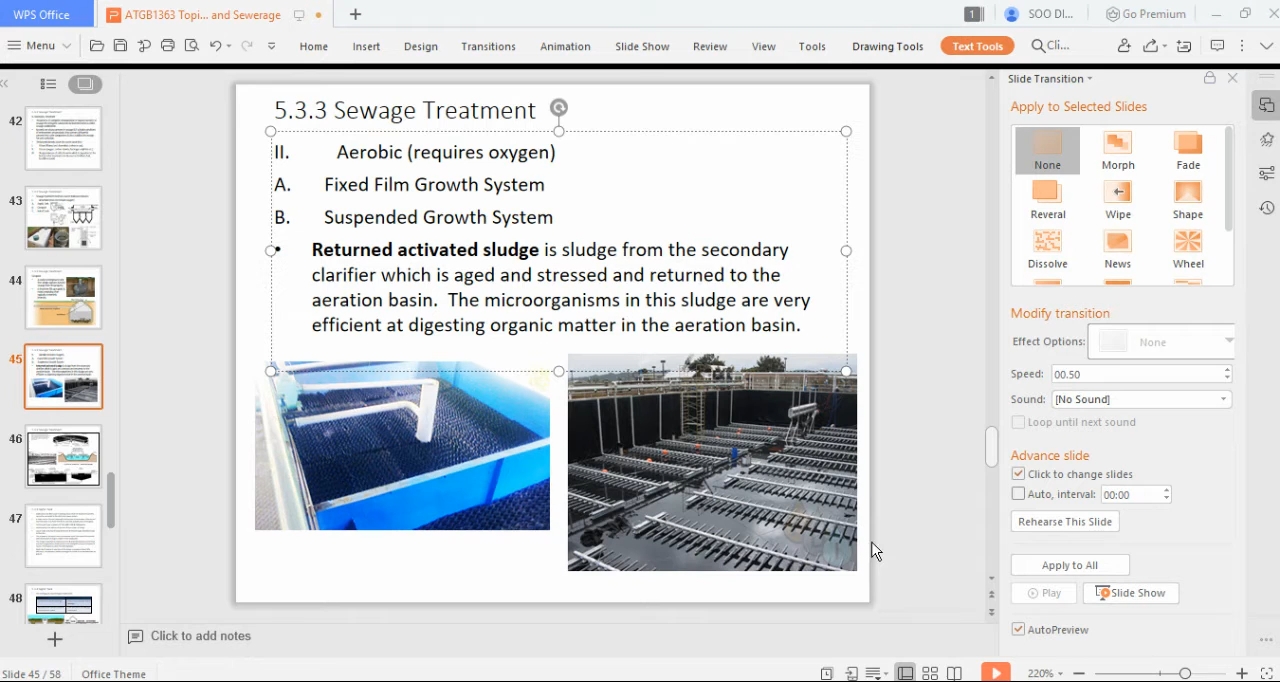 WPS Office
ATGB1363 Topi... and Sewerage
1
SOO DI...
Go Premium
Menu
Home
Insert
Design
Transitions
Animation
Slide Show
Review
View
Tools
Drawing Tools
Text Tools
Cli...
42
43
44
45
46
47
48
5.3.3 Sewage Treatment
II. Aerobic (requires oxygen)
A. Fixed Film Growth System
B. Suspended Growth System
• Returned activated sludge is sludge from the secondary
clarifier which is aged and stressed and returned to the
aeration basin. The microorganisms in this sludge are very
efficient at digesting organic matter in the aeration basin.
Slide Transition
Apply to Selected Slides
None
Morph
Fade
Reveral
Wipe
Shape
Dissolve
News
Wheel
Modify transition
Effect Options: None
Speed: 00.50
Sound: [No Sound]
Loop until next sound
Advance slide
Click to change slides
Auto, interval: 00:00
Rehearse This Slide
Apply to All
Play
Slide Show
AutoPreview
Click to add notes
Slide 45 / 58
Office Theme
220%